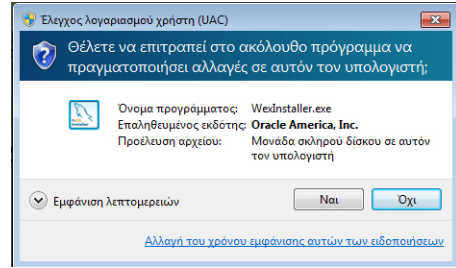 Έλεγχος λογαριασμού χρήστη (UAC)
Θέλετε να επιτραπεί στο ακόλουθο πρόγραμμα να
πραγματοποιήσει αλλαγές σε αυτόν τον υπολογιστή;
Όνομα προγράμματος: WexInstaller.exe
Επαληθευμένος εκδότης: Oracle America, Inc.
Προέλευση αρχείου: Μονάδα σκληρού δίσκου σε αυτόν
τον υπολογιστή
Εμφάνιση λεπτομερειών Ναι Όχι
Αλλαγή του χρόνου εμφάνισης αυτών των ειδοποιήσεων